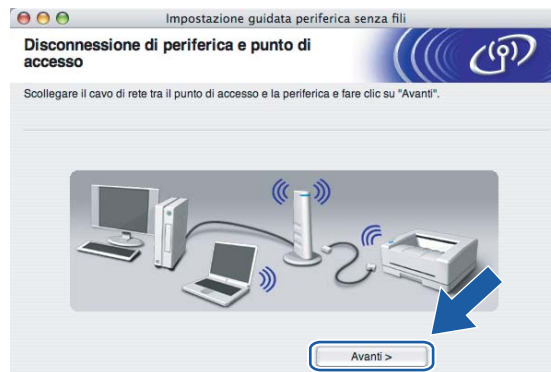 Impostazione guidata periferica senza fili
Disconnessione di periferica e punto di
accesso
Scollegare il cavo di rete tra il punto di accesso e la periferica e fare clic su "Avanti".
Avanti >